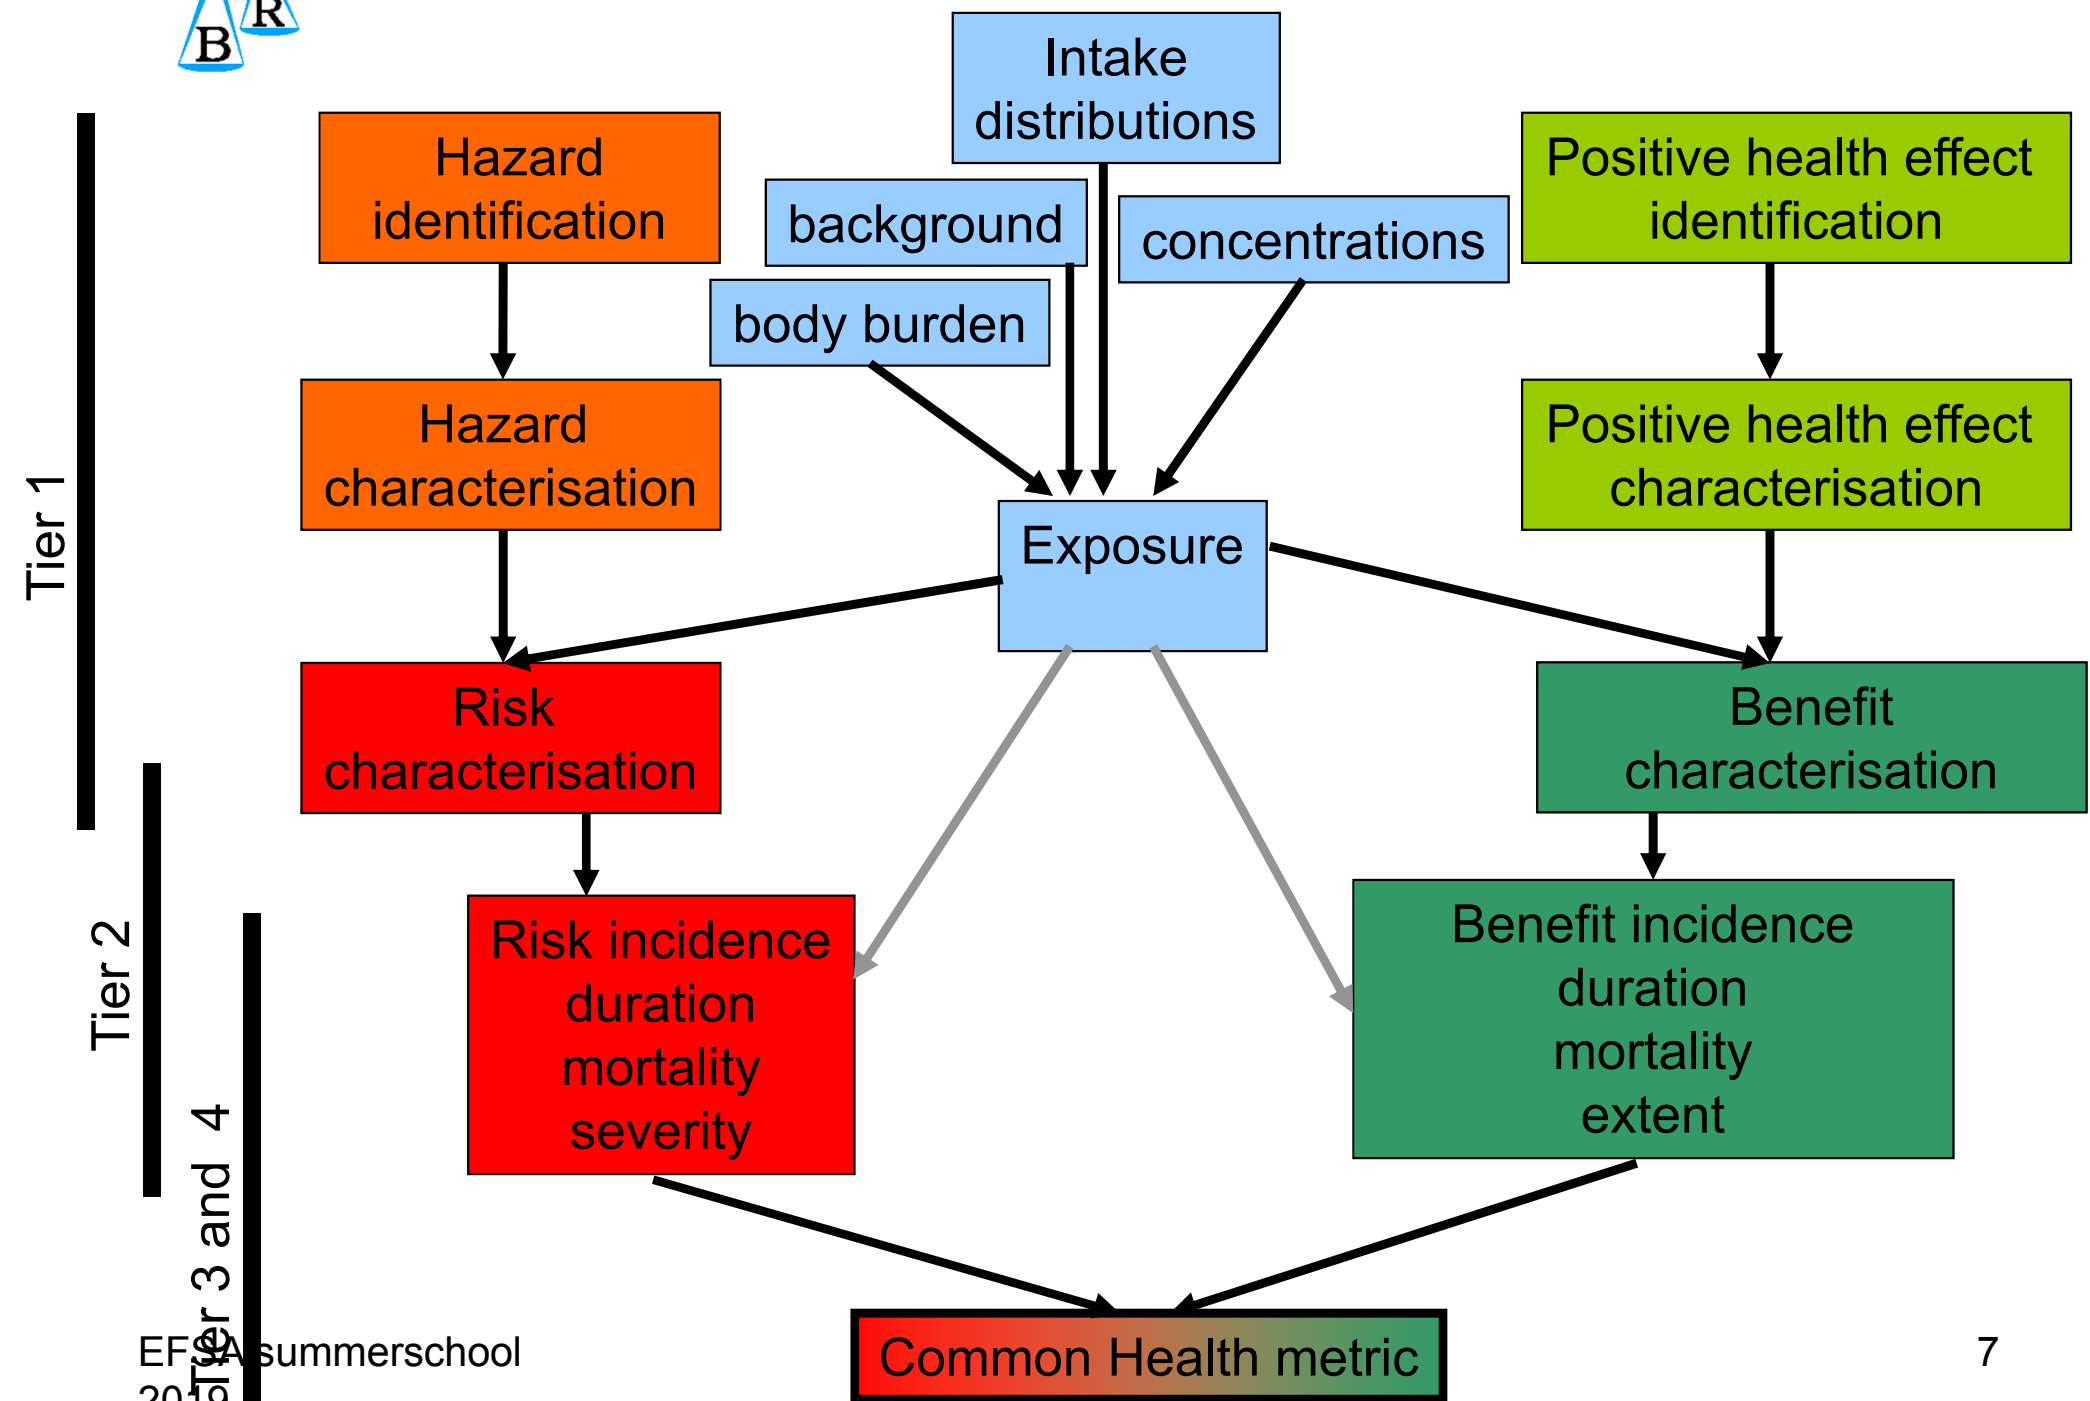 R
B
Intake
distributions
Hazard
identification
background
concentrations
Positive health effect
identification
body burden
Hazard
characterisation
Positive health effect
characterisation
Tier 1
Exposure
Risk
characterisation
Benefit
characterisation
Tier 2
Risk incidence
duration
mortality
severity
Benefit incidence
duration
mortality
extent
Tier 3 and 4
Common Health metric
EFSA summerschool
2019
7